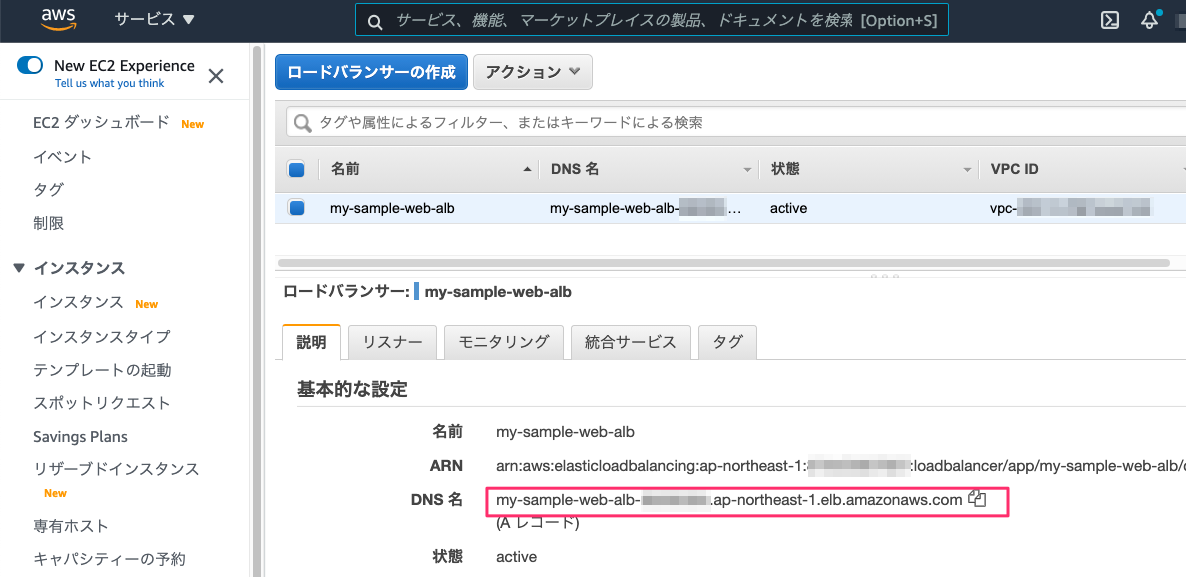 aws サービス ▼ サービス、機能、マーケットプレイスの製品、ドキュメントを検索 [Option+S]
New EC2 Experience
Tell us what you think
EC2 ダッシュボード New
イベント
タグ
制限
▼ インスタンス
インスタンス New
インスタンスタイプ
テンプレートの起動
スポットリクエスト
Savings Plans
リザーブドインスタンス
New
専有ホスト
キャパシティーの予約
ロードバランサーの作成 アクション
タグや属性によるフィルター、またはキーワードによる検索
名前 DNS 名 状態 VPC ID
my-sample-web-alb my-sample-web-alb- ... active vpc-
ロードバランサー: my-sample-web-alb
説明 リスナー モニタリング 統合サービス タグ
基本的な設定
名前 my-sample-web-alb
ARN arn:aws:elasticloadbalancing:ap-northeast-1: :loadbalancer/app/my-sample-web-alb/
DNS 名 my-sample-web-alb- .ap-northeast-1.elb.amazonaws.com
(A レコード)
状態 active